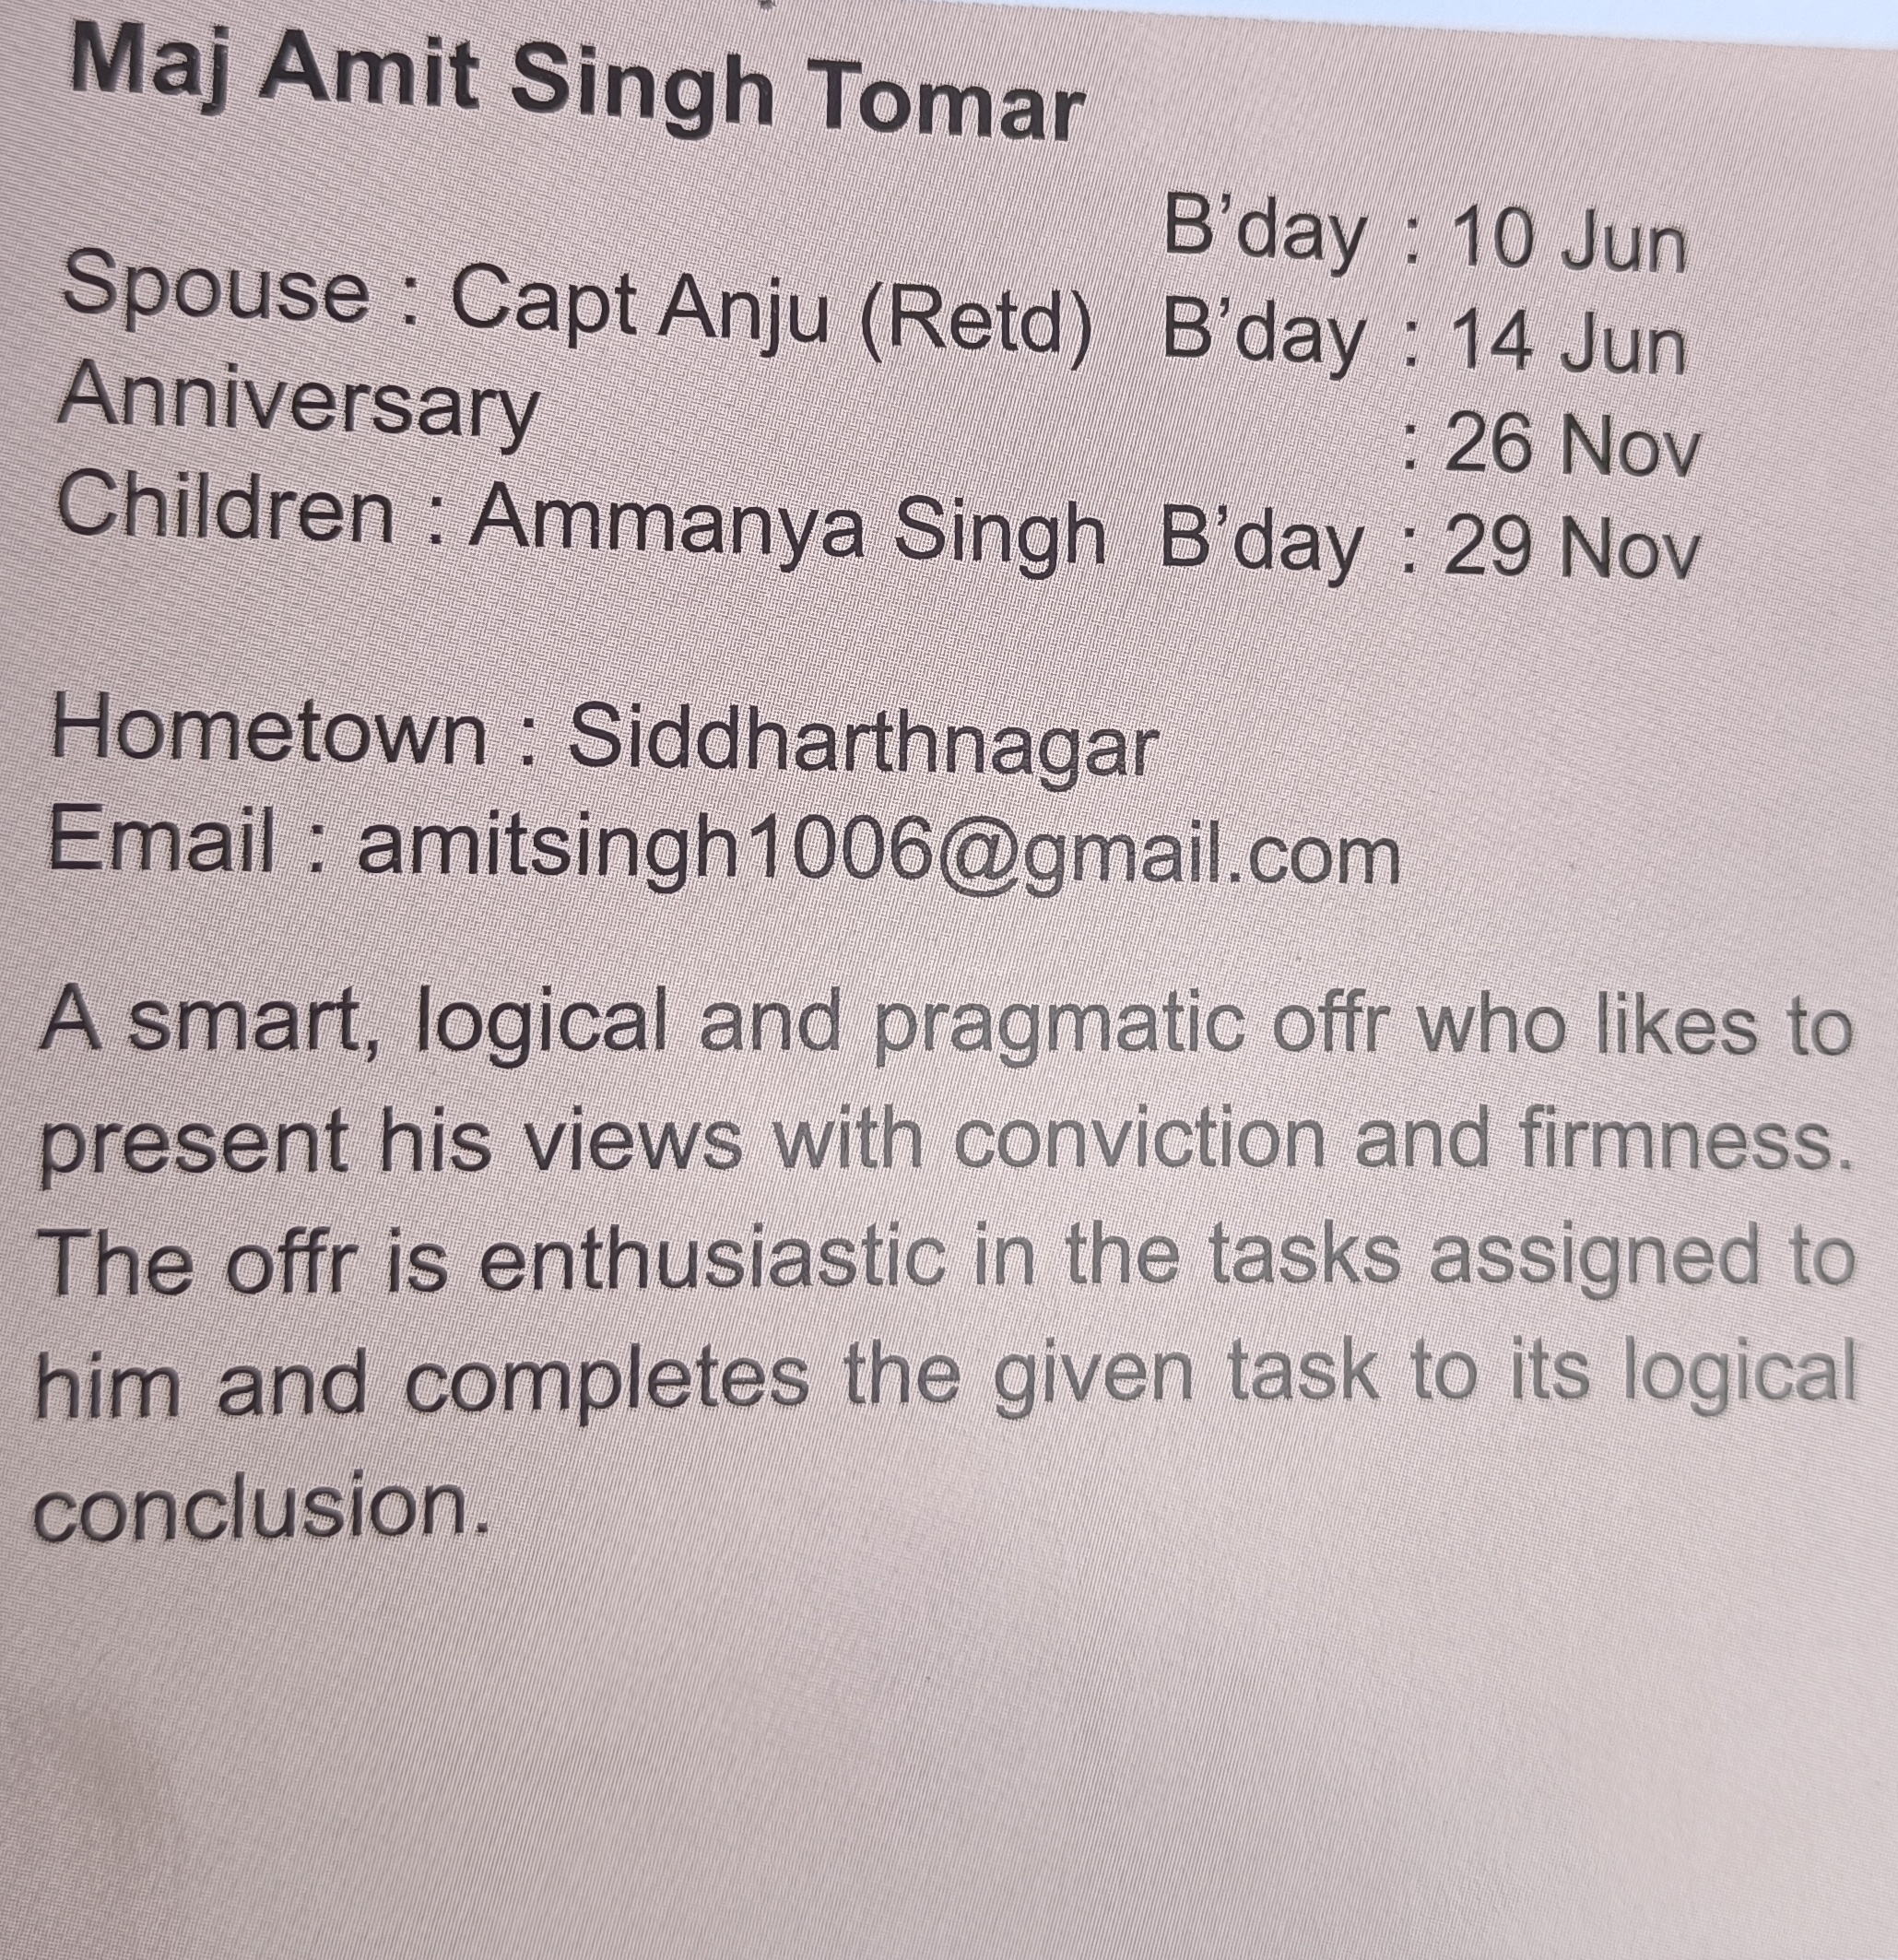 Maj Amit Singh Tomar
B’day : 10 Jun
Spouse : Capt Anju (Retd) B’day : 14 Jun
Anniversary : 26 Nov
Children : Ammanya Singh B’day : 29 Nov
Hometown : Siddharthnagar
Email : amitsingh1006@gmail.com
A smart, logical and pragmatic offr who likes to
present his views with conviction and firmness.
The offr is enthusiastic in the tasks assigned to
him and completes the given task to its logical
conclusion.